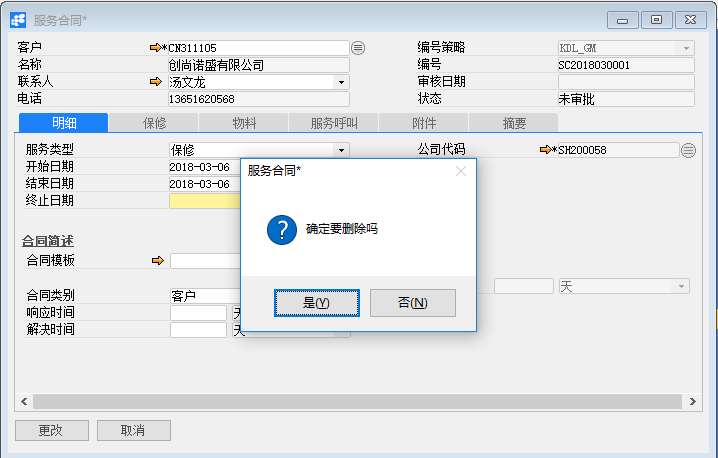 服务合同*
客户 *CN311105 编号策略 KDL_GM
名称 创尚诺盛有限公司 编号 SC2018030001
联系人 汤文龙 审核日期
电话 13651620568 状态 未审批
明细 保修 物料 服务呼叫 附件 摘要
服务类型 保修 公司代码 *SH200058
开始日期 2018-03-06
结束日期 2018-03-06
终止日期
服务合同*
确定要删除吗
是(Y) 否(N)
合同简述
合同模板
天
合同类别 客户
响应时间
解决时间
更改 取消